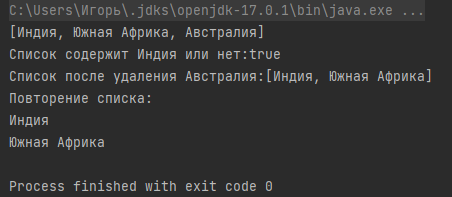 C:\Users\Игорь\.jdks\openjdk-17.0.1\bin\java.exe ...
[Индия, Южная Африка, Австралия]
Список содержит Индия или нет:true
Список после удаления Австралия:[Индия, Южная Африка]
Повторение списка:
Индия
Южная Африка
Process finished with exit code 0